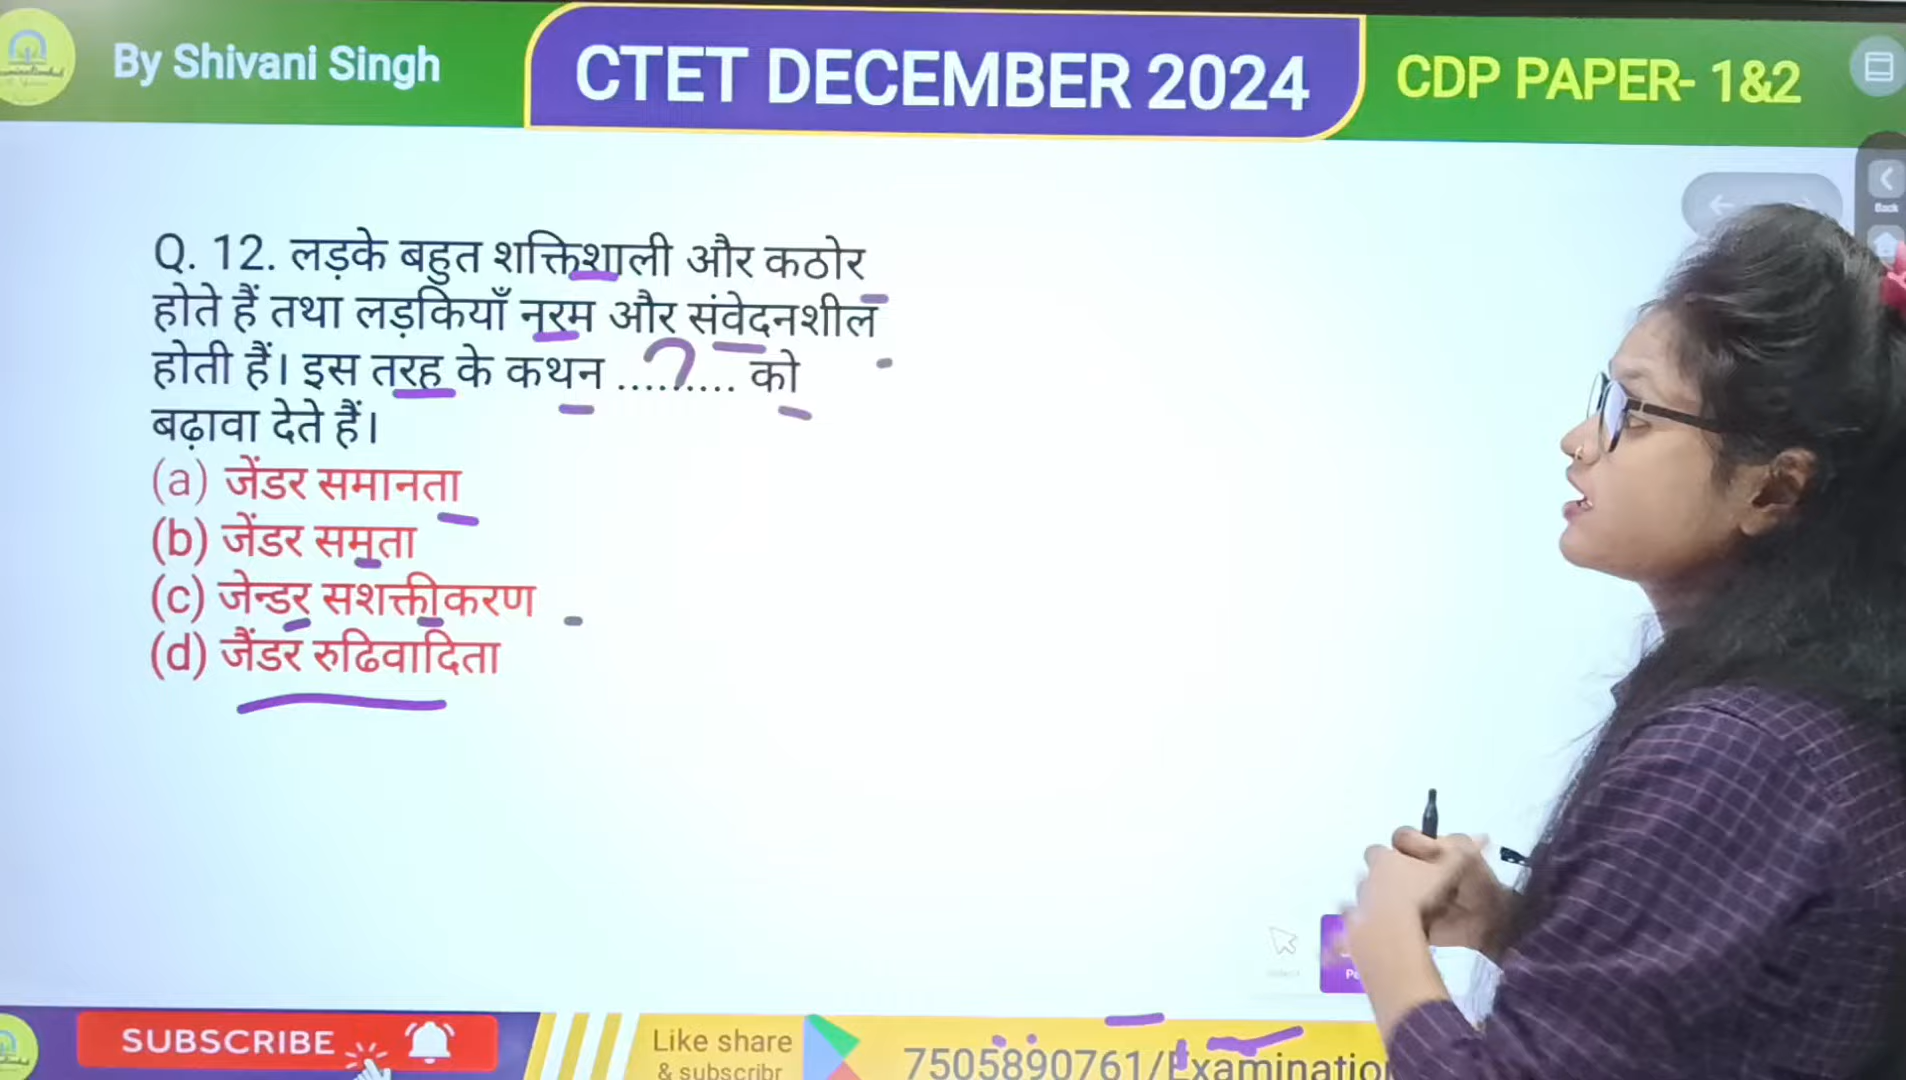 By Shivani Singh
CTET DECEMBER 2024
CDP PAPER- 1&2
Back
Q. 12. लड़के बहुत शक्तिशाली और कठोर
होते हैं तथा लड़कियाँ नरम और संवेदनशील
होती हैं। इस तरह के कथन ....?.... को
बढ़ावा देते हैं।
(a) जेंडर समानता
(b) जेंडर समता
(c) जेन्डर सशक्तीकरण
(d) जैंडर रुढिवादिता
SUBSCRIBE
Like share
& subscribr
7505890761/Examination